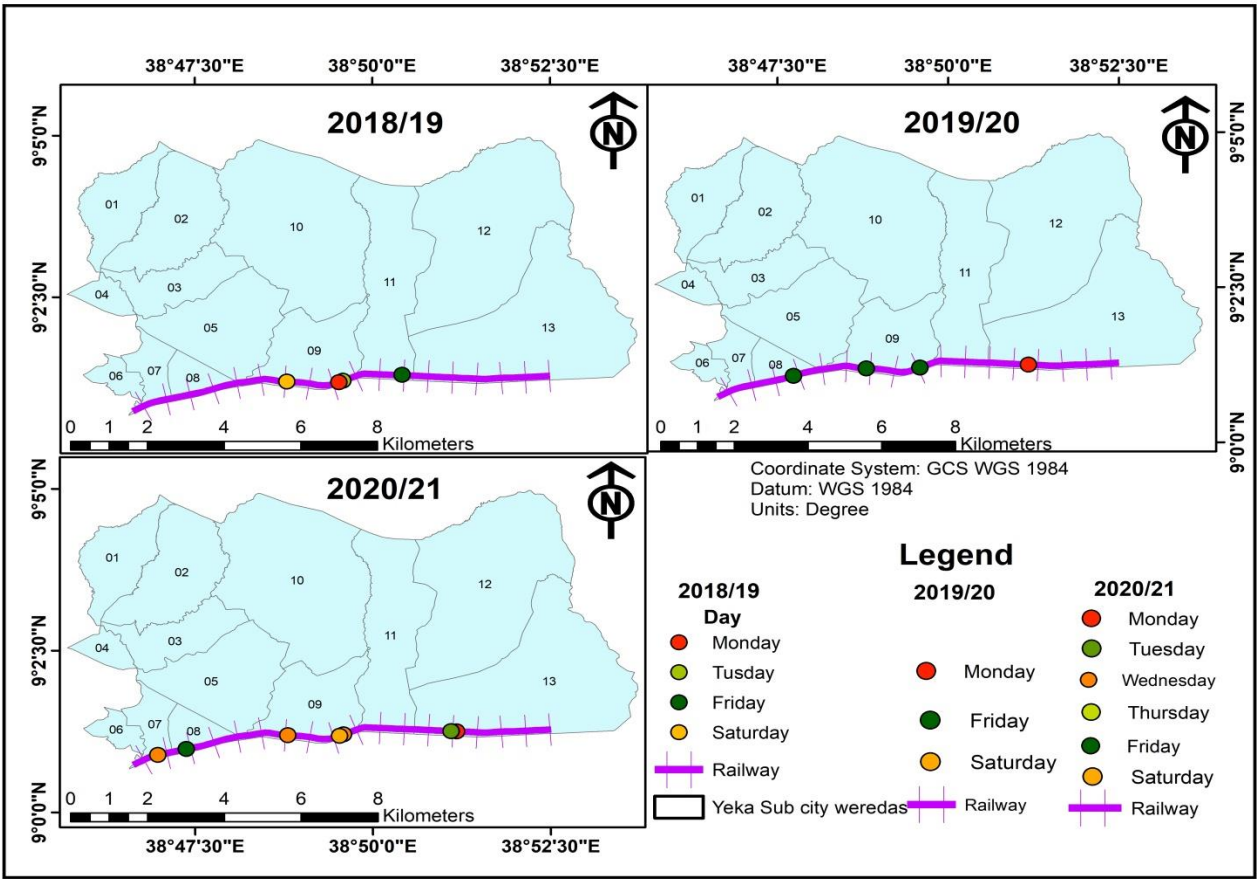 38°47'30"E 38°50'0"E 38°52'30"E
38°47'30"E 38°50'0"E 38°52'30"E
2018/19
N
9°5'0"N
9°2'30"N
01
02
10
12
03
04
11
05
13
09
06
07
08
0 2 4 6 8
Kilometers
2019/20
N
9°5'0"N
9°2'30"N
9°0'0"N
01
02
10
12
03
04
11
05
13
09
06
07
08
0 2 4 6 8
Kilometers
2020/21
N
9°5'0"N
9°2'30"N
9°0'0"N
01
02
10
12
03
04
11
05
13
09
06
07
08
0 2 4 6 8
Kilometers
38°47'30"E 38°50'0"E 38°52'30"E
Coordinate System: GCS WGS 1984
Datum: WGS 1984
Units: Degree
Legend
2018/19
Day
Monday
Tusday
Friday
Saturday
Railway
Yeka Sub city weredas
2019/20
Monday
Friday
Saturday
Railway
2020/21
Monday
Tuesday
Wednesday
Thursday
Friday
Saturday
Railway